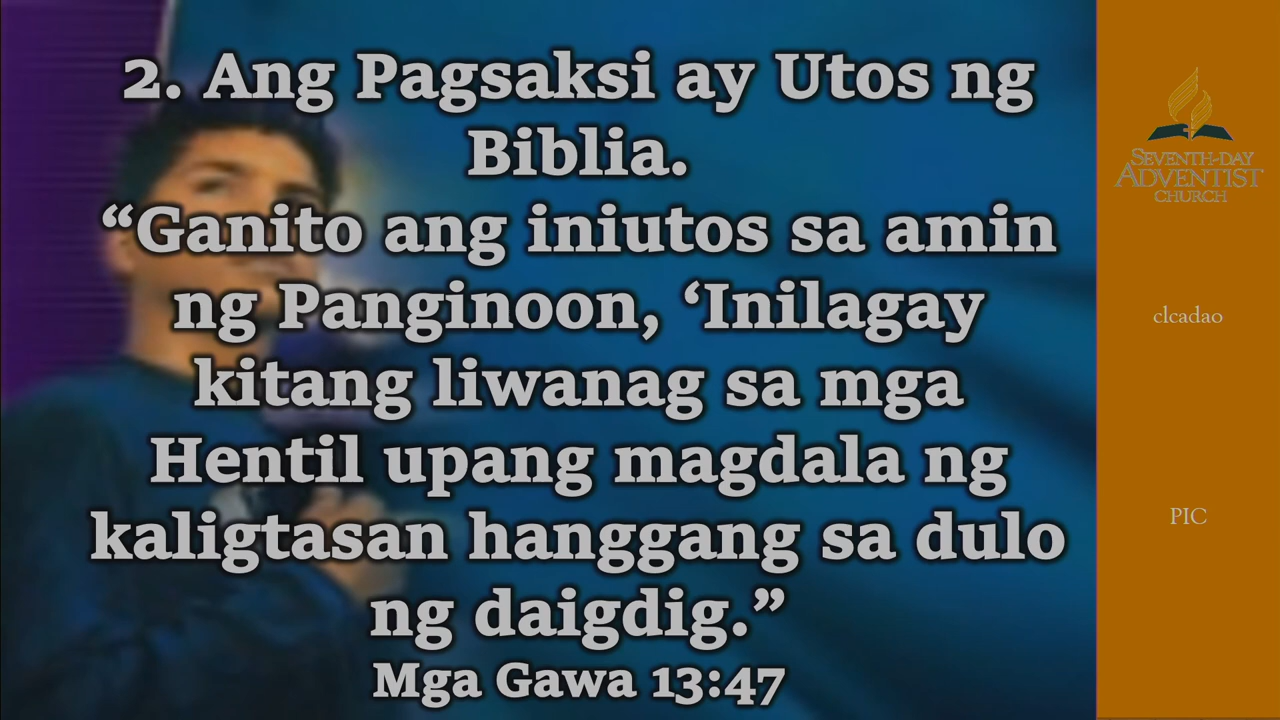 2. Ang Pagsaksi ay Utos ng
Biblia.
“Ganito ang iniutos sa amin
ng Panginoon, ‘Inilagay
kitang liwanag sa mga
Hentil upang magdala ng
kaligtasan hanggang sa dulo
ng daigdig.”
Mga Gawa 13:47
SEVENTH-DAY
ADVENTIST
CHURCH
clcadao
PIC